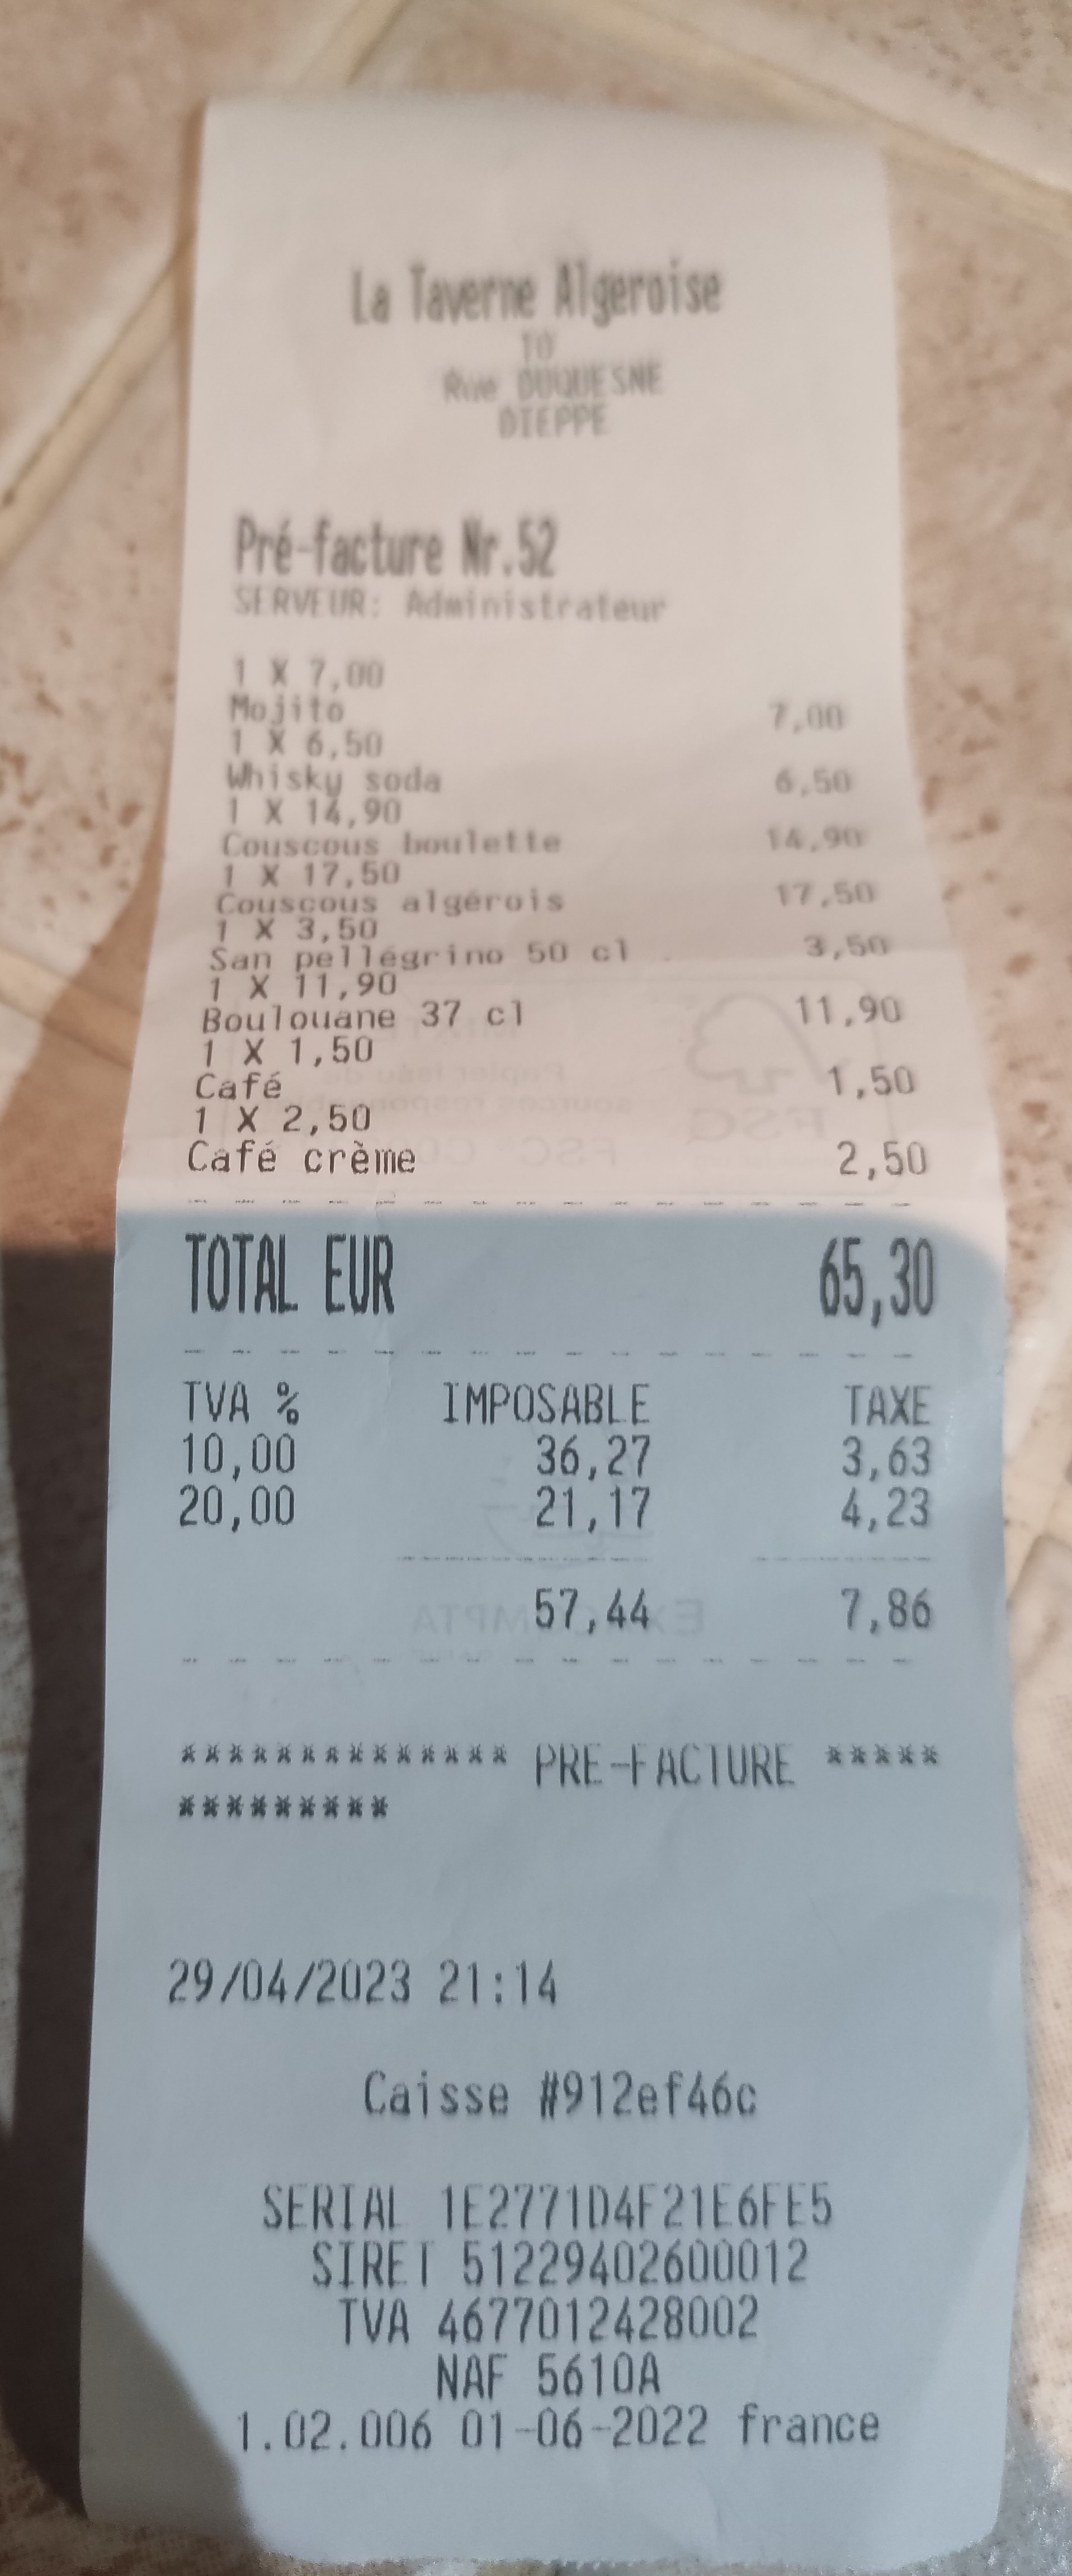 La Taverne Algeroise
10
Rue DUQUESNE
DIEPPE
Pré-facture Nr.52
SERVEUR: Administrateur
1 X 7,00
Mojito 7,00
1 X 6,50
Whisky soda 6,50
1 X 14,90
Couscous boulette 14,90
1 X 17,50
Couscous algérois 17,50
1 X 3,50
San pellégrino 50 cl 3,50
1 X 11,90
Boulouane 37 cl 11,90
1 X 1,50
Café 1,50
1 X 2,50
Café crème 2,50
TOTAL EUR 65,30
TVA % IMPOSABLE TAXE
10,00 36,27 3,63
20,00 21,17 4,23
57,44 7,86
************** PRE-FACTURE *****
*********
29/04/2023 21:14
Caisse #912ef46c
SERIAL 1E2771D4F21E6FE5
SIRET 51229402600012
TVA 4677012428002
NAF 5610A
1.02.006 01-06-2022 france